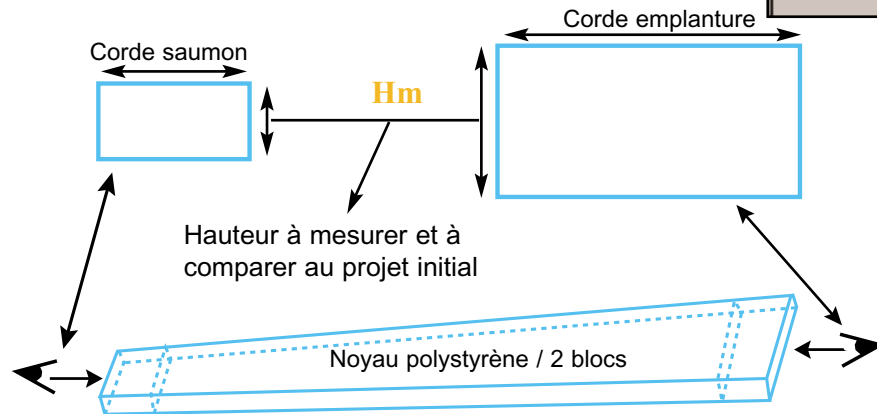 Corde emplanture
Corde saumon
Hm
Hauteur à mesurer et à
comparer au projet initial
Noyau polystyrène / 2 blocs